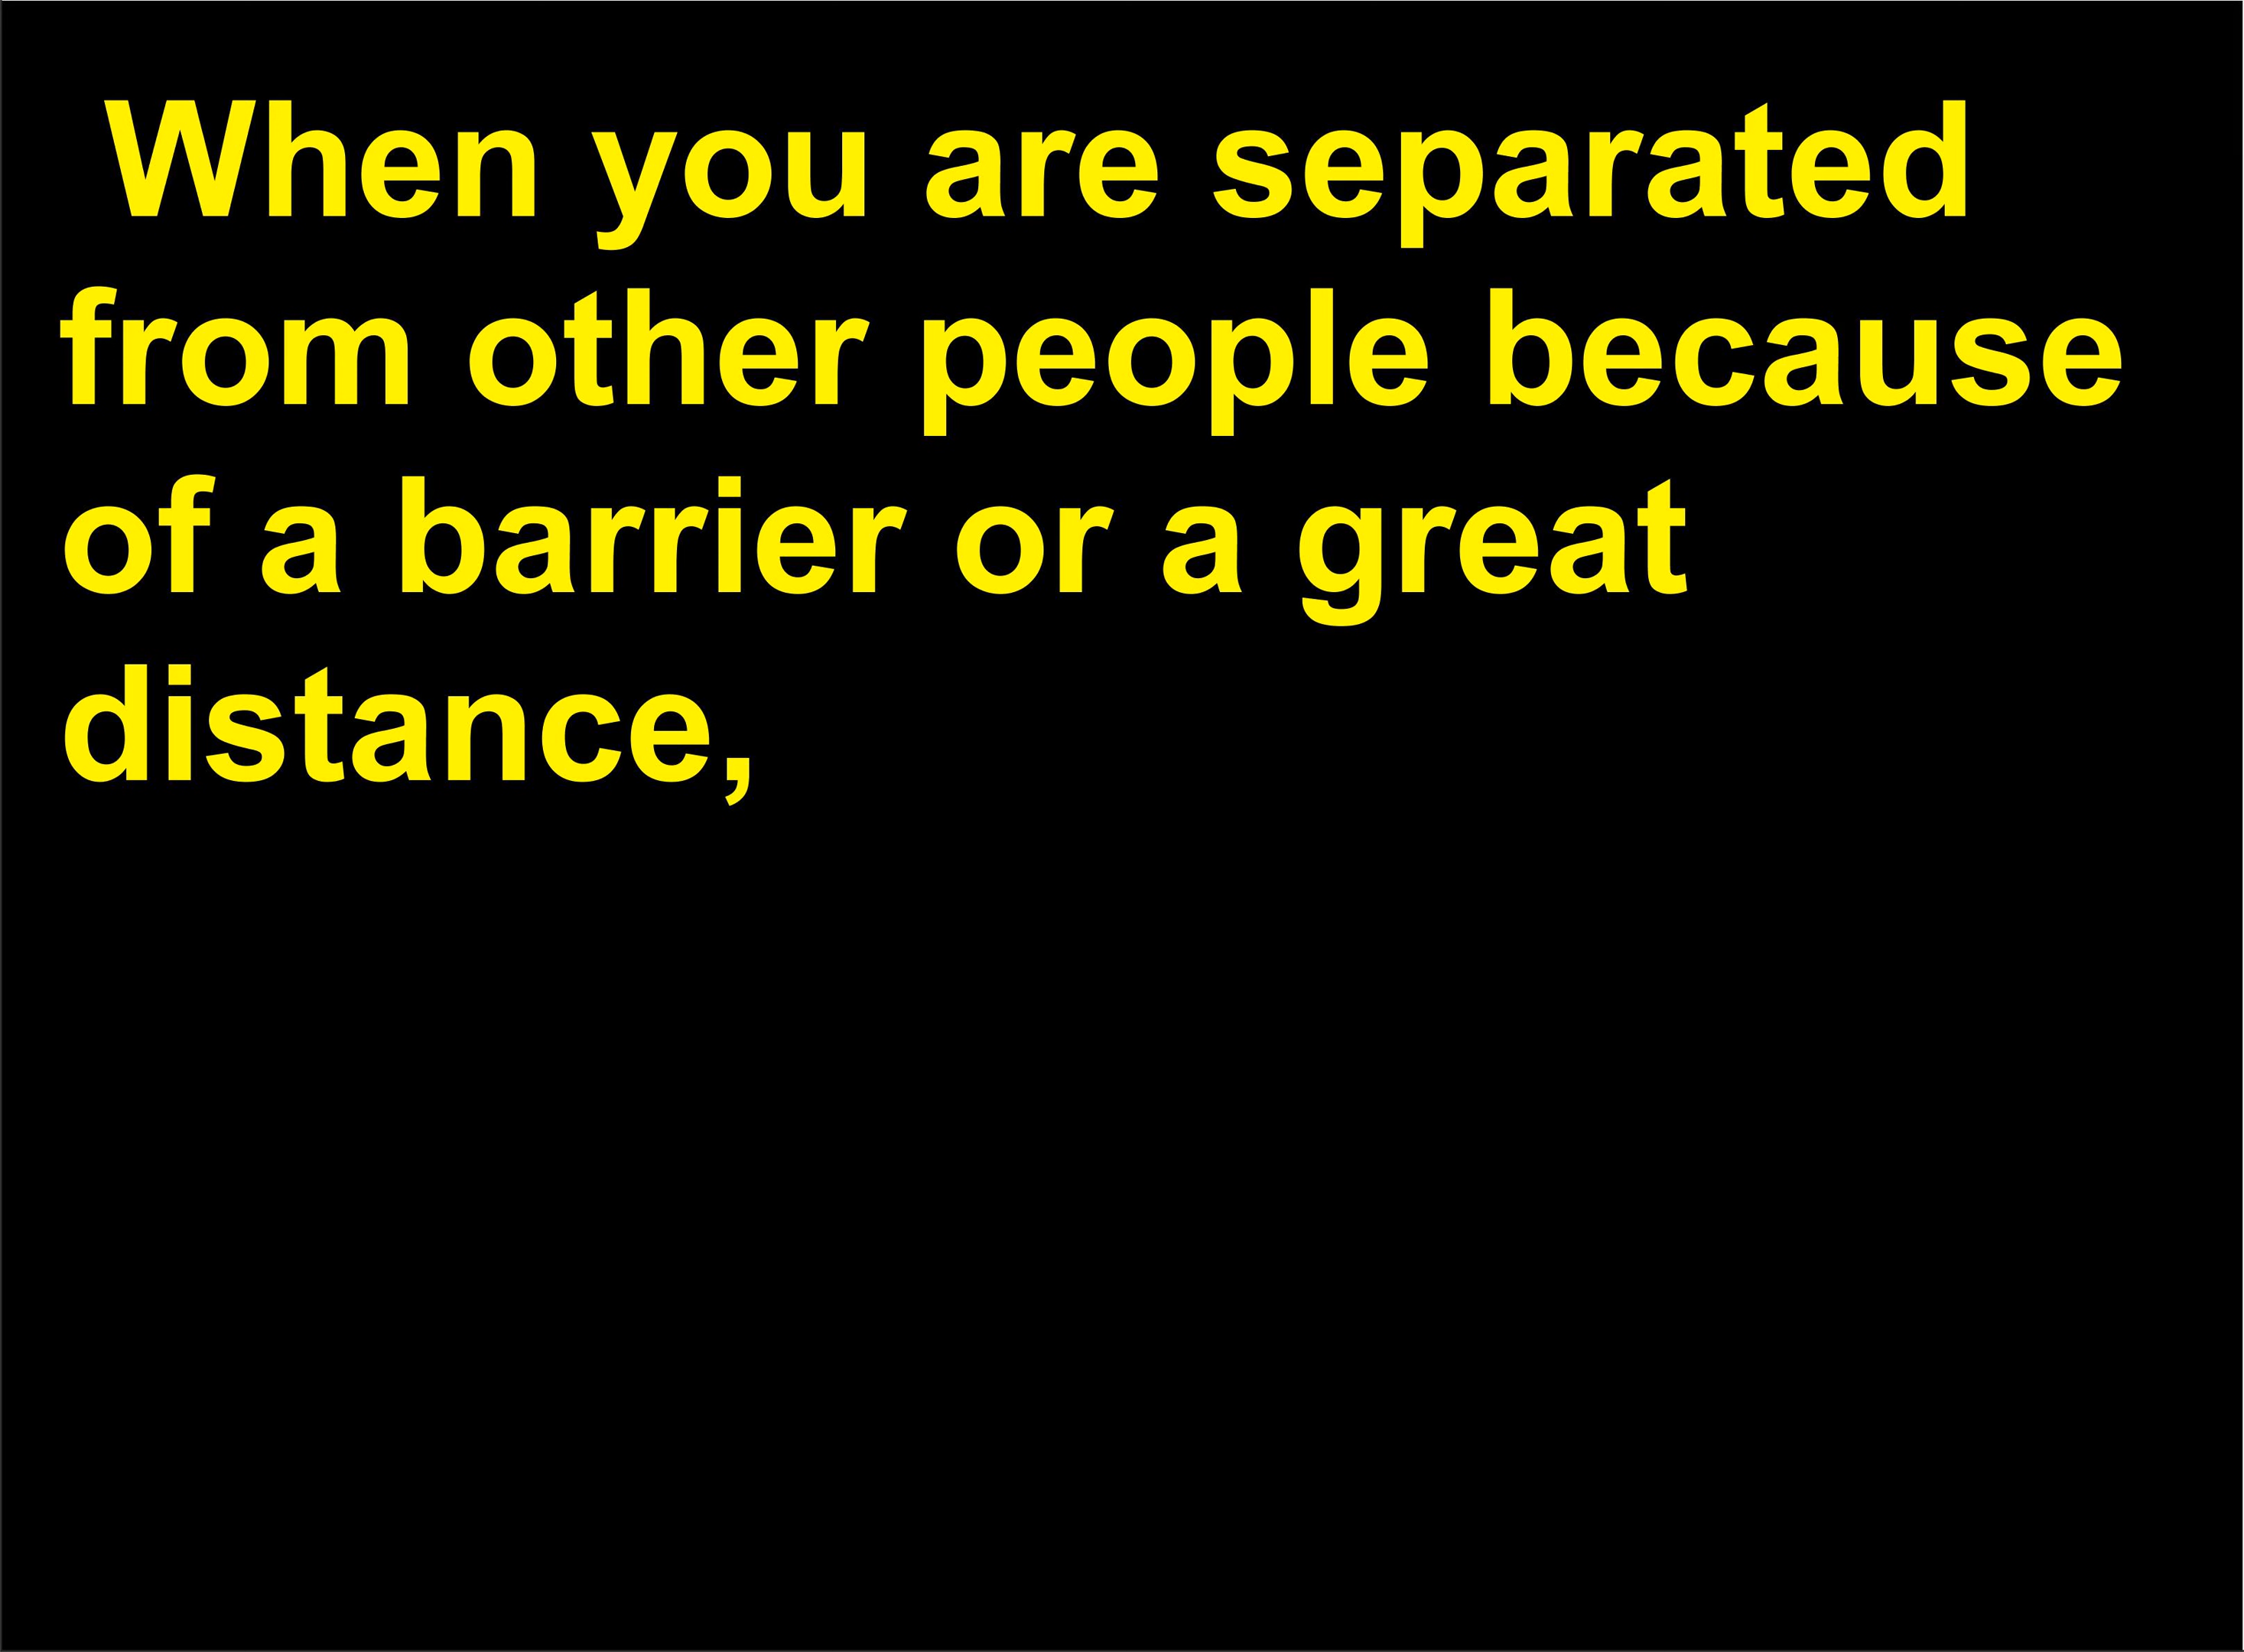 When you are separated
from other people because
of a barrier or a great
distance,